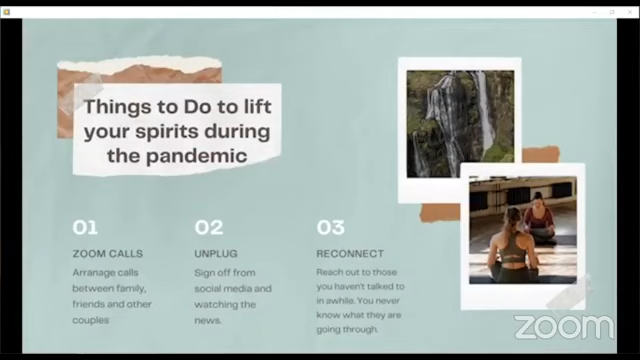 Things to Do to lift
your spirits during
the pandemic
01
ZOOM CALLS
Arranage calls
between family,
friends and other
couples
02
UNPLUG
Sign off from
social media and
watching the
news.
03
RECONNECT
Reach out to those
you haven't talked to
in awhile. You never
know what they are
going through.
zoom